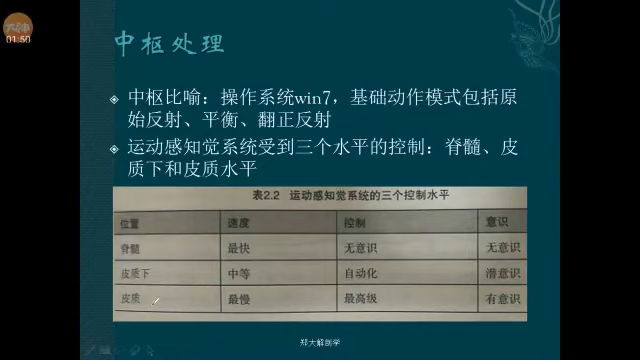 01:50
中枢处理
中枢比喻：操作系统win7，基础动作模式包括原
始反射、平衡、翻正反射
运动感知觉系统受到三个水平的控制：脊髓、皮
质下和皮质水平
表2.2 运动感知觉系统的三个控制水平
位置 速度 控制 意识
脊髓 最快 无意识 无意识
皮质下 中等 自动化 潜意识
皮质 最慢 最高级 有意识
郑大解剖学